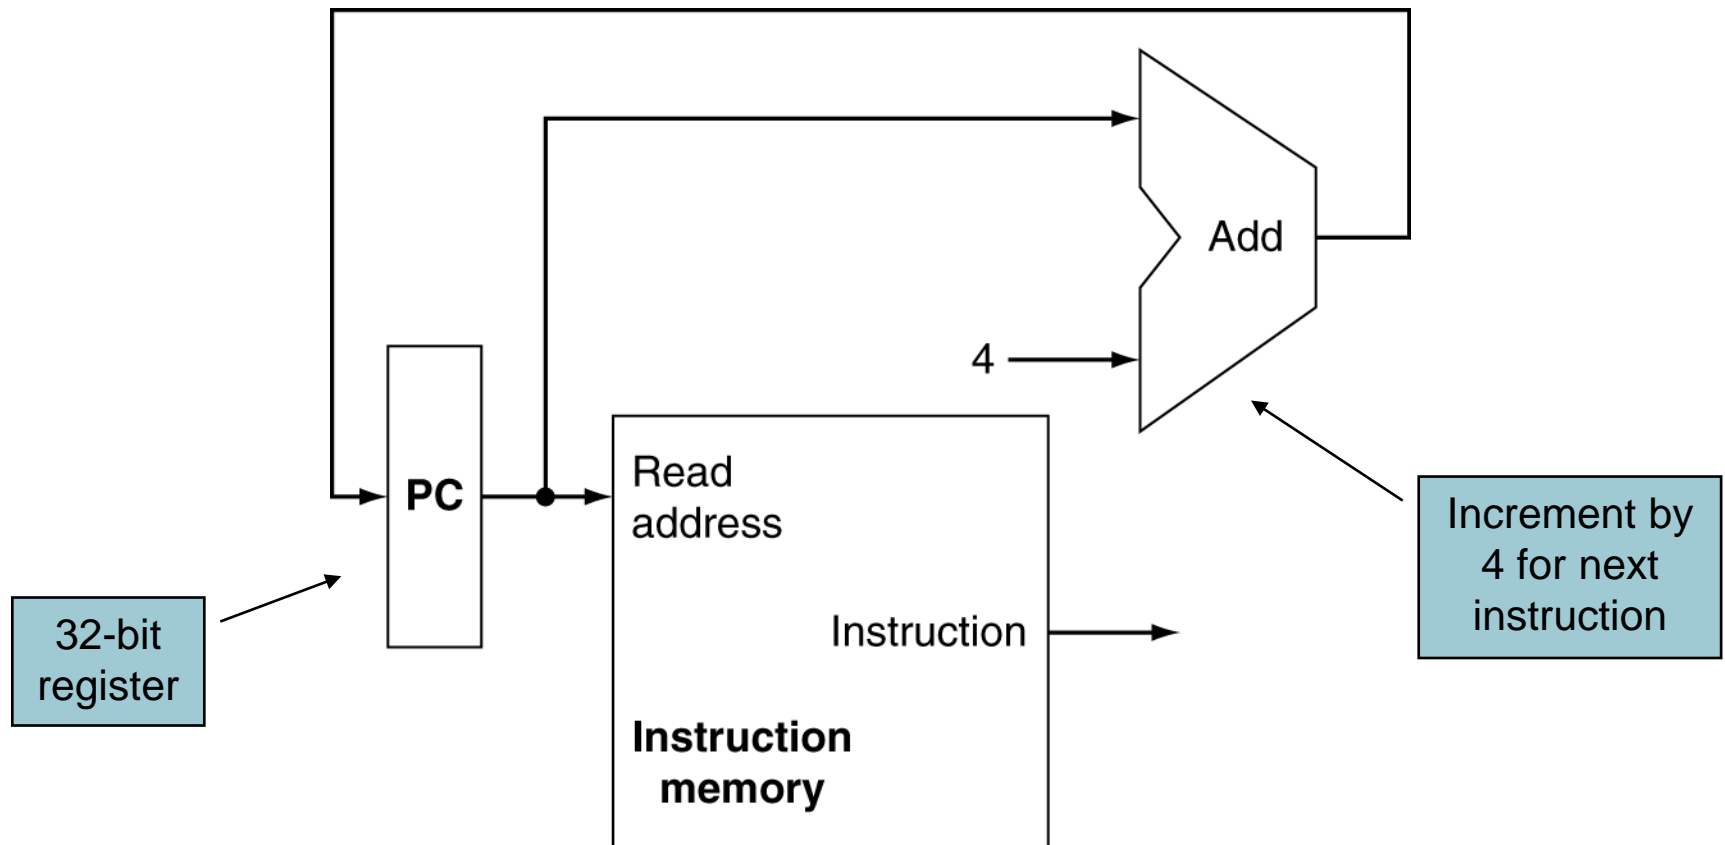 Add
4
PC
Read
address
Instruction
Instruction
memory
32-bit
register
Increment by
4 for next
instruction